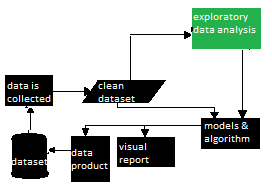 exploratory
data analysis
data is
collected
clean
dataset
models &
algorithm
data
product
visual
report
dataset